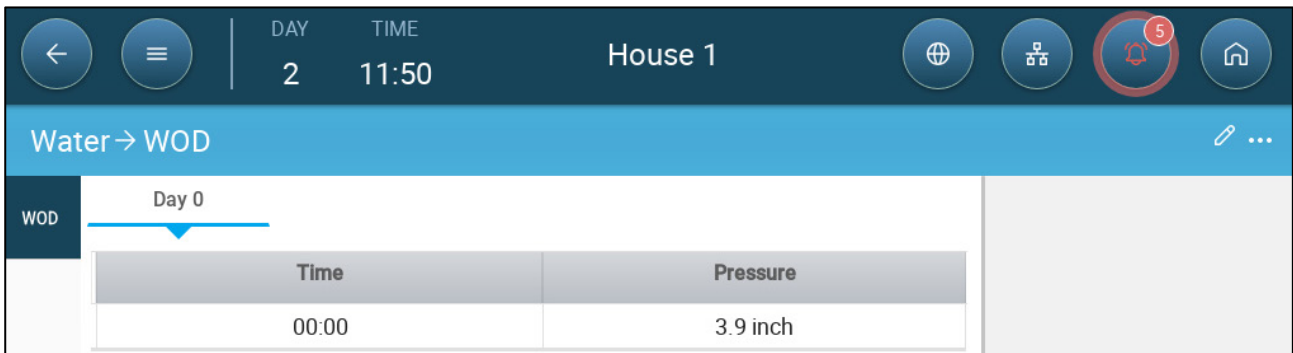 DAY TIME
2 11:50
House 1
5
Water → WOD
WOD
Day 0
Time Pressure
00:00 3.9 inch